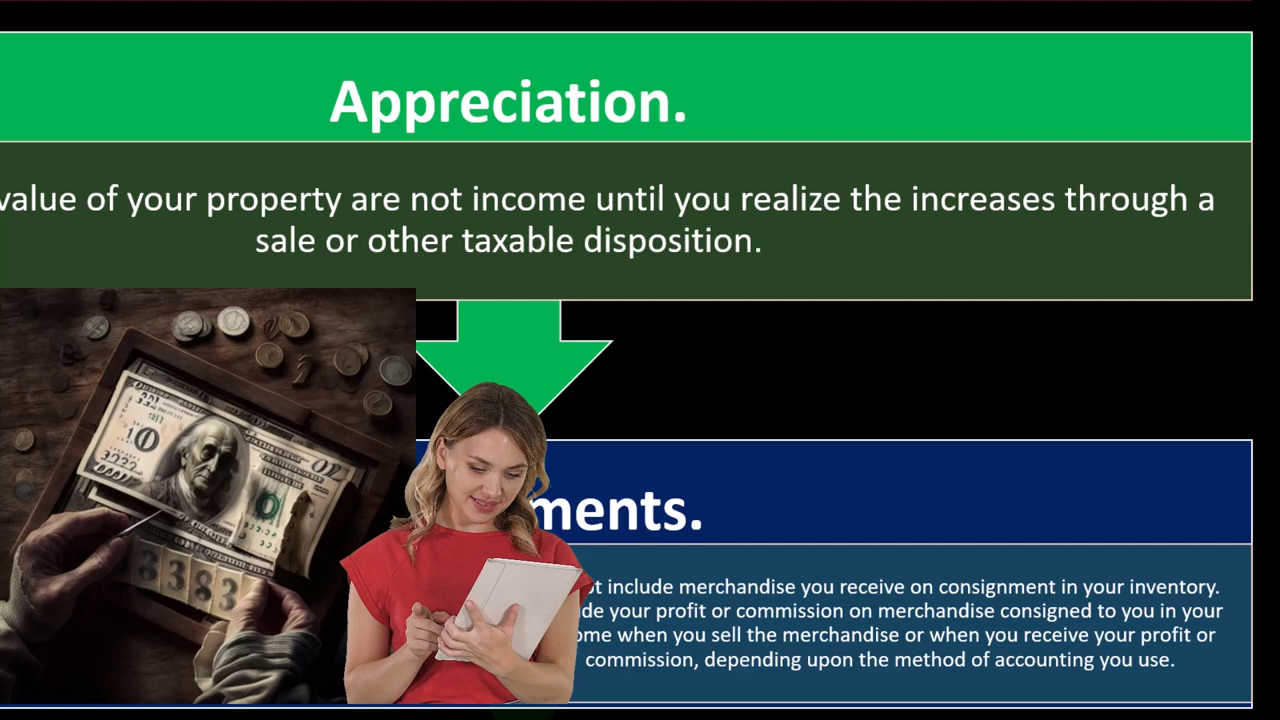 Appreciation.
value of your property are not income until you realize the increases through a
sale or other taxable disposition.
ments.
include merchandise you receive on consignment in your inventory.
your profit or commission on merchandise consigned to you in your
when you sell the merchandise or when you receive your profit or
commission, depending upon the method of accounting you use.
3383